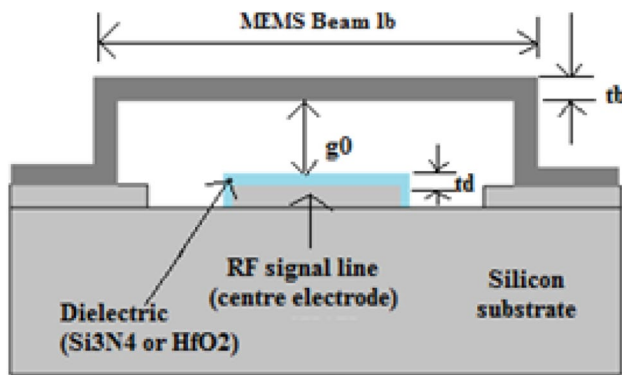 MEMS Beam lb
tb
g0
td
RF signal line
(centre electrode)
Silicon
substrate
Dielectric
(Si3N4 or HfO2)